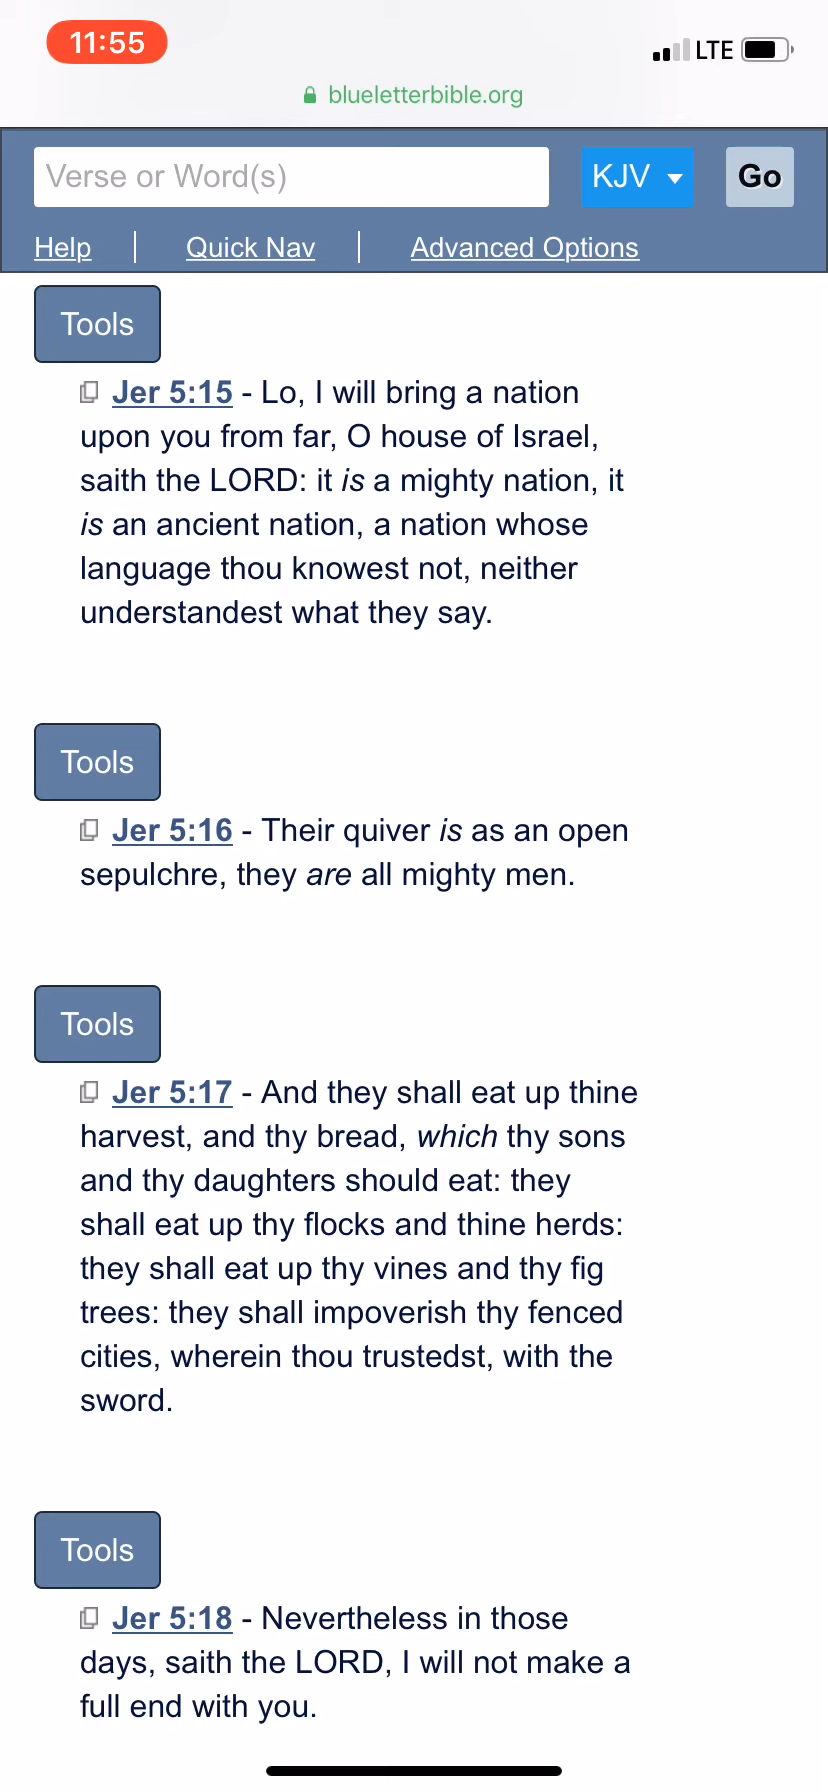 11:55
LTE
blueletterbible.org
Verse or Word(s)
KJV
Go
Help
Quick Nav
Advanced Options
Tools
Jer 5:15 - Lo, I will bring a nation
upon you from far, O house of Israel,
saith the LORD: it is a mighty nation, it
is an ancient nation, a nation whose
language thou knowest not, neither
understandest what they say.
Tools
Jer 5:16 - Their quiver is as an open
sepulchre, they are all mighty men.
Tools
Jer 5:17 - And they shall eat up thine
harvest, and thy bread, which thy sons
and thy daughters should eat: they
shall eat up thy flocks and thine herds:
they shall eat up thy vines and thy fig
trees: they shall impoverish thy fenced
cities, wherein thou trustedst, with the
sword.
Tools
Jer 5:18 - Nevertheless in those
days, saith the LORD, I will not make a
full end with you.